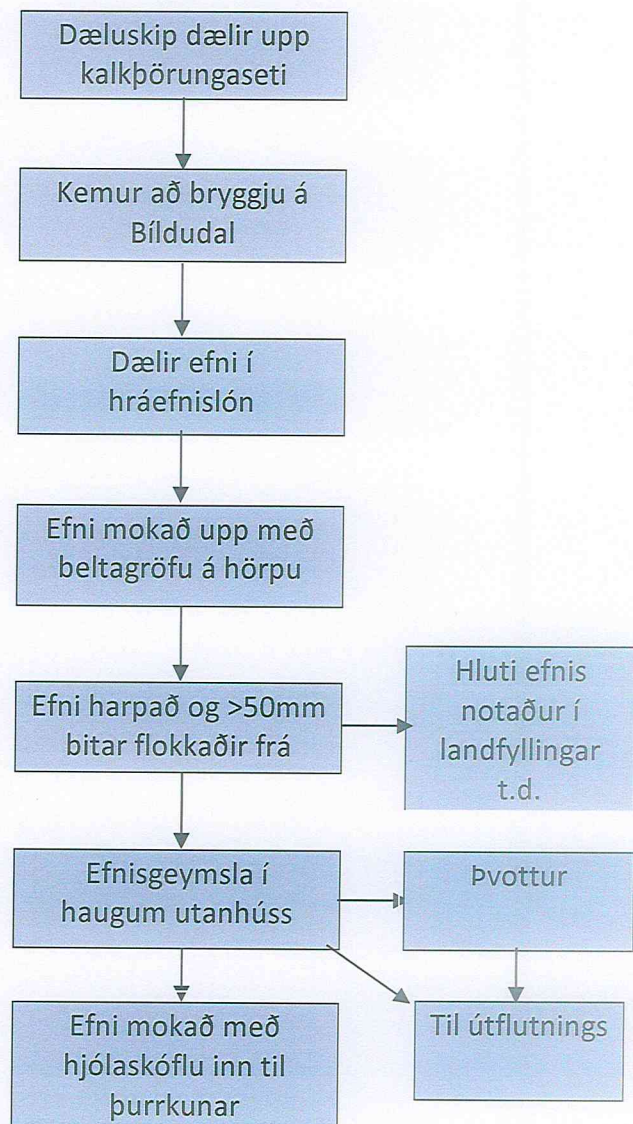 Dæluskip dælir upp
kalkþörungaseti
Kemur að bryggju á
Bíldudal
Dælir efni í
hráefnislón
Efni mokað upp með
beltagröfu á hörpu
Efni harpað og >50mm
bitar flokkaðir frá
Hluti efnis
notaður í
landfyllingar
t.d.
Efnisgeymsla í
haugum utanhúss
Þvottur
Efni mokað með
hjólaskóflu inn til
þurrkunar
Til útflutnings